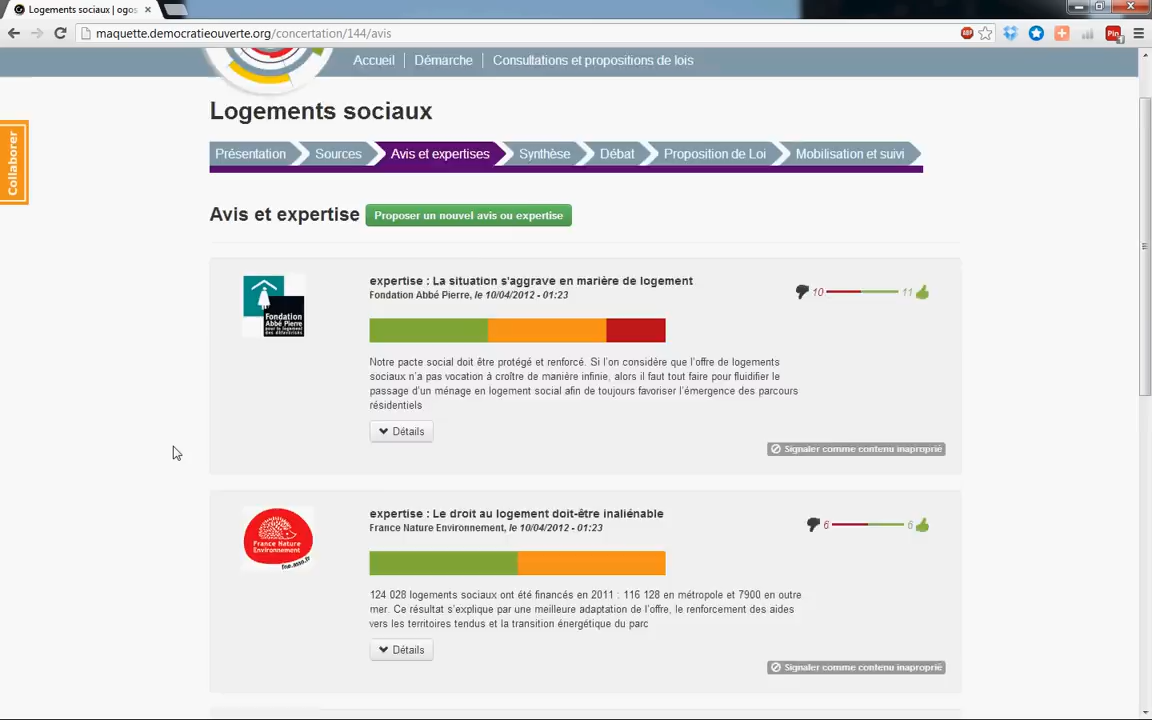 Logements sociaux | ogos
maquette.democratieouverte.org/concertation/144/avis
Accueil
Démarche
Consultations et propositions de lois
Collaborer
Logements sociaux
Présentation
Sources
Avis et expertises
Synthèse
Débat
Proposition de Loi
Mobilisation et suivi
Avis et expertise
Proposer un nouvel avis ou expertise
Fondation
Abbé Pierre
expertise : La situation s'aggrave en marière de logement
Fondation Abbé Pierre, le 10/04/2012 - 01:23
10
11
Notre pacte social doit être protégé et renforcé. Si l'on considère que l'offre de logements
sociaux n'a pas vocation à croître de manière infinie, alors il faut tout faire pour fluidifier le
passage d'un ménage en logement social afin de toujours favoriser l'émergence des parcours
résidentiels
Détails
Signaler comme contenu inaproprié
France Nature
Environnement
fne.asso.fr
expertise : Le droit au logement doit-être inaliénable
France Nature Environnement, le 10/04/2012 - 01:23
6
6
124 028 logements sociaux ont été financés en 2011 : 116 128 en métropole et 7900 en outre
mer. Ce résultat s'explique par une meilleure adaptation de l'offre, le renforcement des aides
vers les territoires tendus et la transition énergétique du parc
Détails
Signaler comme contenu inaproprié